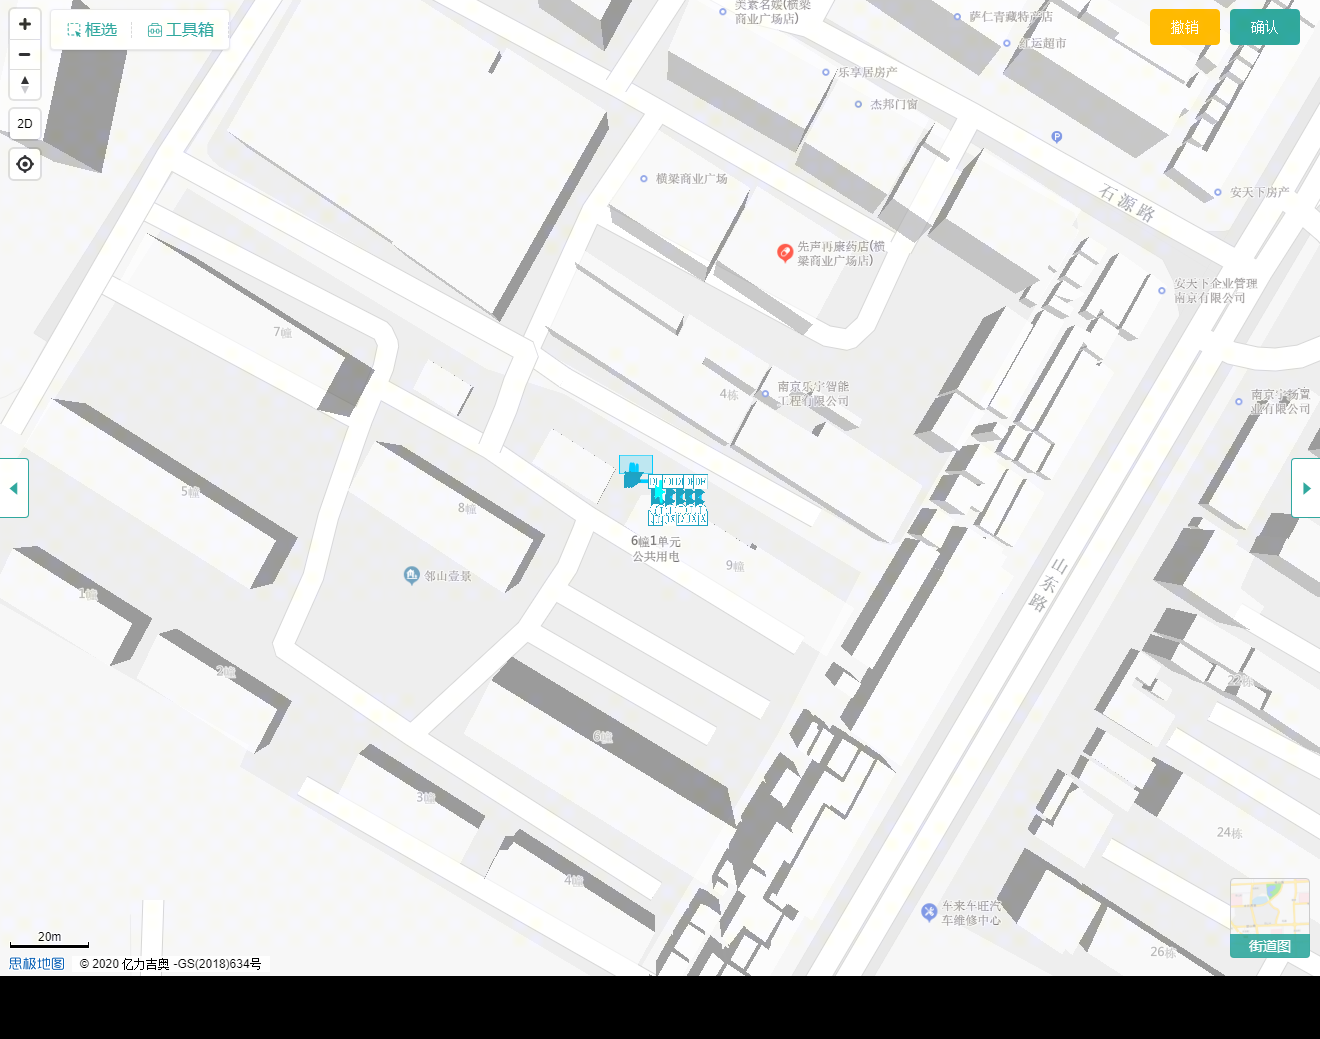 框选
工具箱
撤销
确认
2D
美素名媛(横梁
商业广场店)
萨仁青藏特产店
红运超市
乐享居房产
杰邦门窗
P
横梁商业广场
安天下房产
石源路
先声再康药店(横
梁商业广场店)
安天下企业管理
南京有限公司
7幢
南京乐宇智能
工程有限公司
4栋
南京宇扬置
业有限公司
5幢
8幢
6幢1单元
公共用电
9幢
邻山壹景
山东路
1幢
2幢
22栋
6幢
3幢
24栋
4幢
车来车旺汽
车维修中心
26栋
街道图
20m
思极地图
© 2020 亿力吉奥 -GS(2018)634号